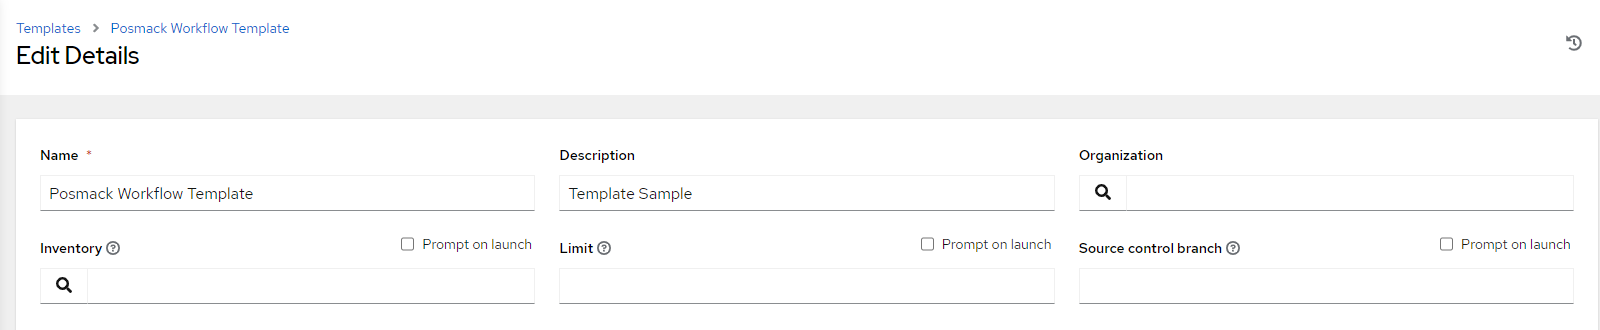 Templates > Posmack Workflow Template
Edit Details
Name * Description Organization
Posmack Workflow Template Template Sample
Inventory Prompt on launch Limit Prompt on launch Source control branch Prompt on launch